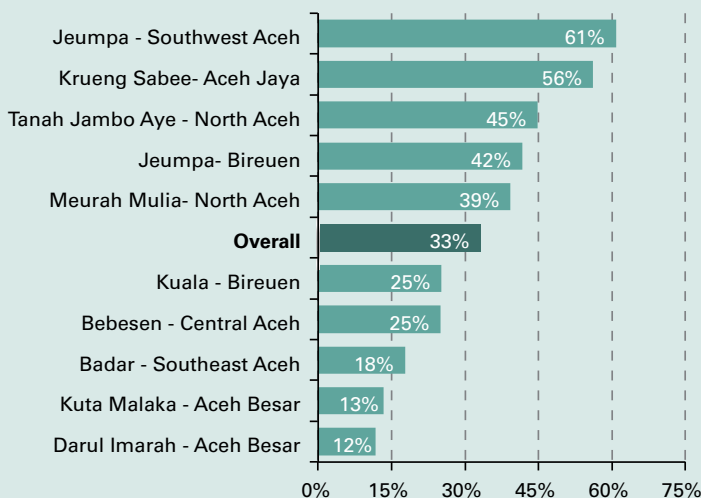 Jeumpa - Southwest Aceh 61%
Krueng Sabee- Aceh Jaya 56%
Tanah Jambo Aye - North Aceh 45%
Jeumpa- Bireuen 42%
Meurah Mulia- North Aceh 39%
Overall 33%
Kuala - Bireuen 25%
Bebesen - Central Aceh 25%
Badar - Southeast Aceh 18%
Kuta Malaka - Aceh Besar 13%
Darul Imarah - Aceh Besar 12%
0% 15% 30% 45% 60% 75%